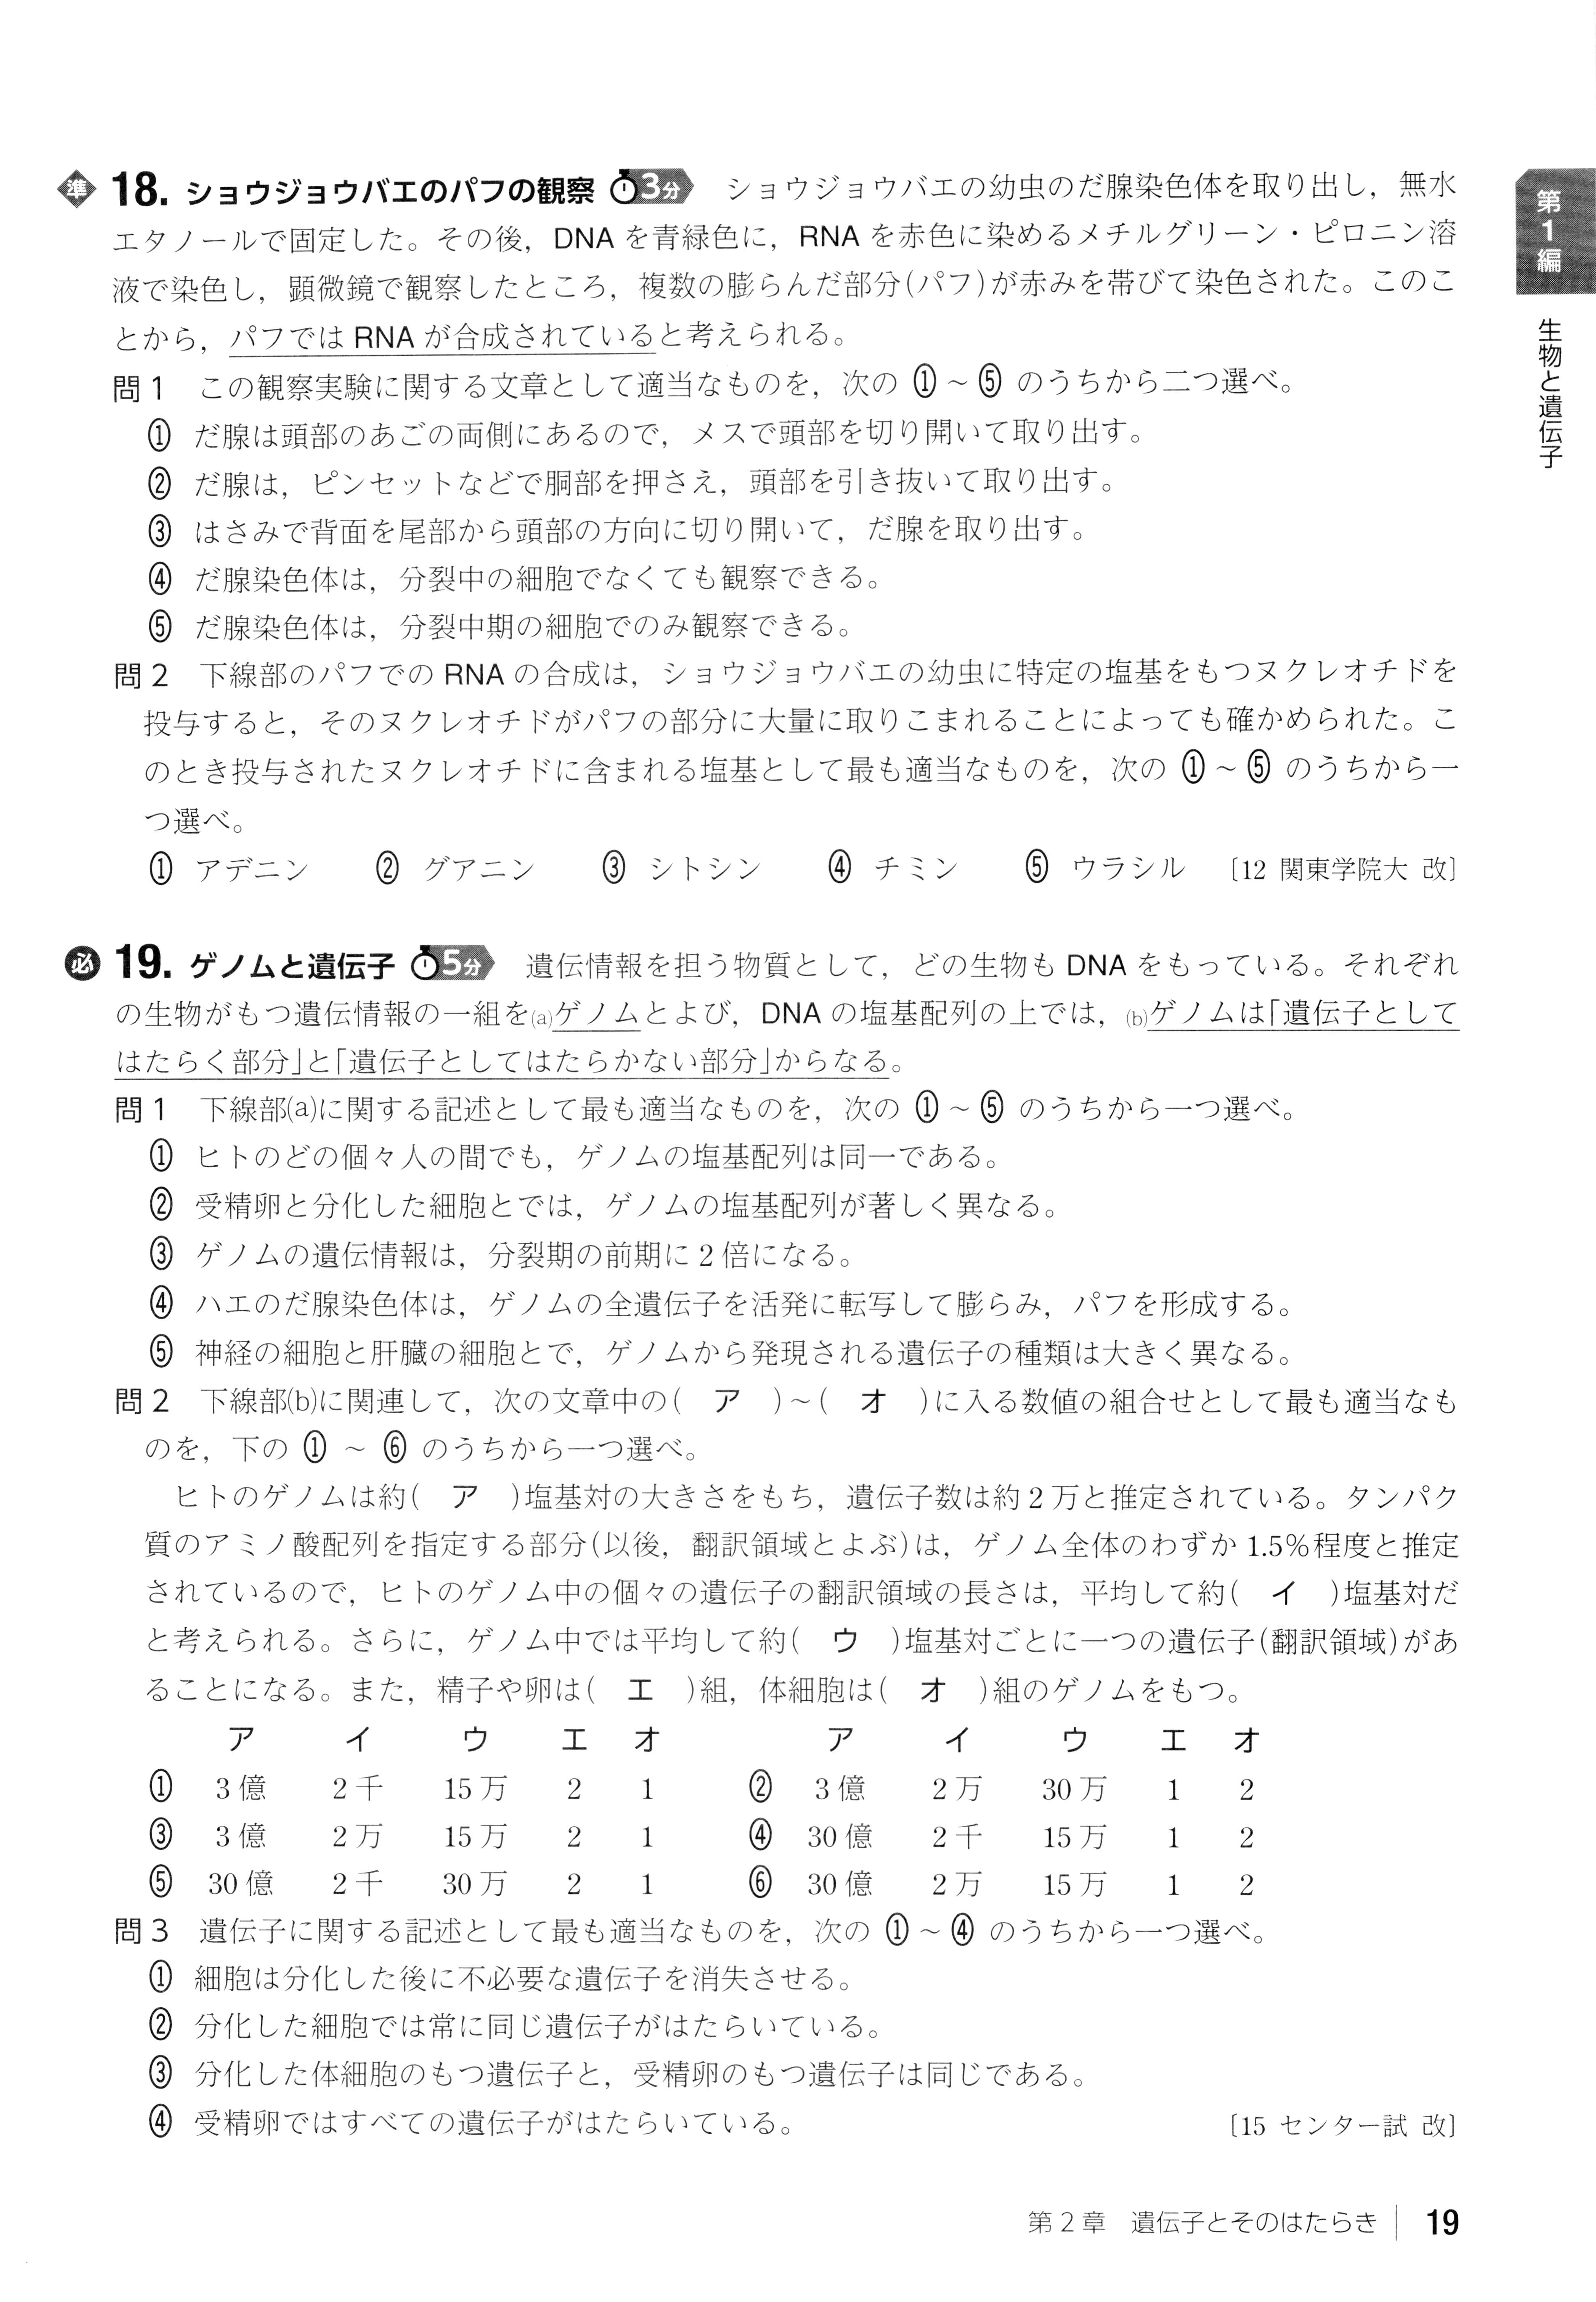 準 18. ショウジョウバエのパフの観察 3分 ショウジョウバエの幼虫のだ腺染色体を取り出し，無水
エタノールで固定した。その後，DNA を青緑色に，RNA を赤色に染めるメチルグリーン・ピロニン溶
液で染色し，顕微鏡で観察したところ，複数の膨らんだ部分(パフ)が赤みを帯びて染色された。このこ
とから，パフでは RNA が合成されていると考えられる。
問1 この観察実験に関する文章として適当なものを，次の ①～⑤ のうちから二つ選べ。
① だ腺は頭部のあごの両側にあるので，メスで頭部を切り開いて取り出す。
② だ腺は，ピンセットなどで胴部を押さえ，頭部を引き抜いて取り出す。
③ はさみで背面を尾部から頭部の方向に切り開いて，だ腺を取り出す。
④ だ腺染色体は，分裂中の細胞でなくても観察できる。
⑤ だ腺染色体は，分裂中期の細胞でのみ観察できる。
問2 下線部のパフでの RNA の合成は，ショウジョウバエの幼虫に特定の塩基をもつヌクレオチドを
投与すると，そのヌクレオチドがパフの部分に大量に取りこまれることによっても確かめられた。こ
のとき投与されたヌクレオチドに含まれる塩基として最も適当なものを，次の ①～⑤ のうちから一
つ選べ。
① アデニン ② グアニン ③ シトシン ④ チミン ⑤ ウラシル 〔12 関東学院大 改〕
必 19. ゲノムと遺伝子 5分 遺伝情報を担う物質として，どの生物も DNA をもっている。それぞれ
の生物がもつ遺伝情報の一組を(a)ゲノムとよび，DNA の塩基配列の上では，(b)ゲノムは「遺伝子として
はたらく部分」と「遺伝子としてはたらかない部分」からなる。
問1 下線部(a)に関する記述として最も適当なものを，次の ①～⑤ のうちから一つ選べ。
① ヒトのどの個々人の間でも，ゲノムの塩基配列は同一である。
② 受精卵と分化した細胞とでは，ゲノムの塩基配列が著しく異なる。
③ ゲノムの遺伝情報は，分裂期の前期に2倍になる。
④ ハエのだ腺染色体は，ゲノムの全遺伝子を活発に転写して膨らみ，パフを形成する。
⑤ 神経の細胞と肝臓の細胞とで，ゲノムから発現される遺伝子の種類は大きく異なる。
問2 下線部(b)に関連して，次の文章中の( ア )～( オ )に入る数値の組合せとして最も適当なも
のを，下の ① ～ ⑥ のうちから一つ選べ。
ヒトのゲノムは約( ア )塩基対の大きさをもち，遺伝子数は約2万と推定されている。タンパク
質のアミノ酸配列を指定する部分(以後，翻訳領域とよぶ)は，ゲノム全体のわずか 1.5%程度と推定
されているので，ヒトのゲノム中の個々の遺伝子の翻訳領域の長さは，平均して約( イ )塩基対だ
と考えられる。さらに，ゲノム中では平均して約( ウ )塩基対ごとに一つの遺伝子(翻訳領域)があ
ることになる。また，精子や卵は( エ )組，体細胞は( オ )組のゲノムをもつ。
ア イ ウ エ オ ア イ ウ エ オ
① 3億 2千 15万 2 1 ② 3億 2万 30万 1 2
③ 3億 2万 15万 2 1 ④ 30億 2千 15万 1 2
⑤ 30億 2千 30万 2 1 ⑥ 30億 2万 15万 1 2
問3 遺伝子に関する記述として最も適当なものを，次の ①～④ のうちから一つ選べ。
① 細胞は分化した後に不必要な遺伝子を消失させる。
② 分化した細胞では常に同じ遺伝子がはたらいている。
③ 分化した体細胞のもつ遺伝子と，受精卵のもつ遺伝子は同じである。
④ 受精卵ではすべての遺伝子がはたらいている。 〔15 センター試 改〕
第1編
生物と遺伝子
第2章 遺伝子とそのはたらき 19